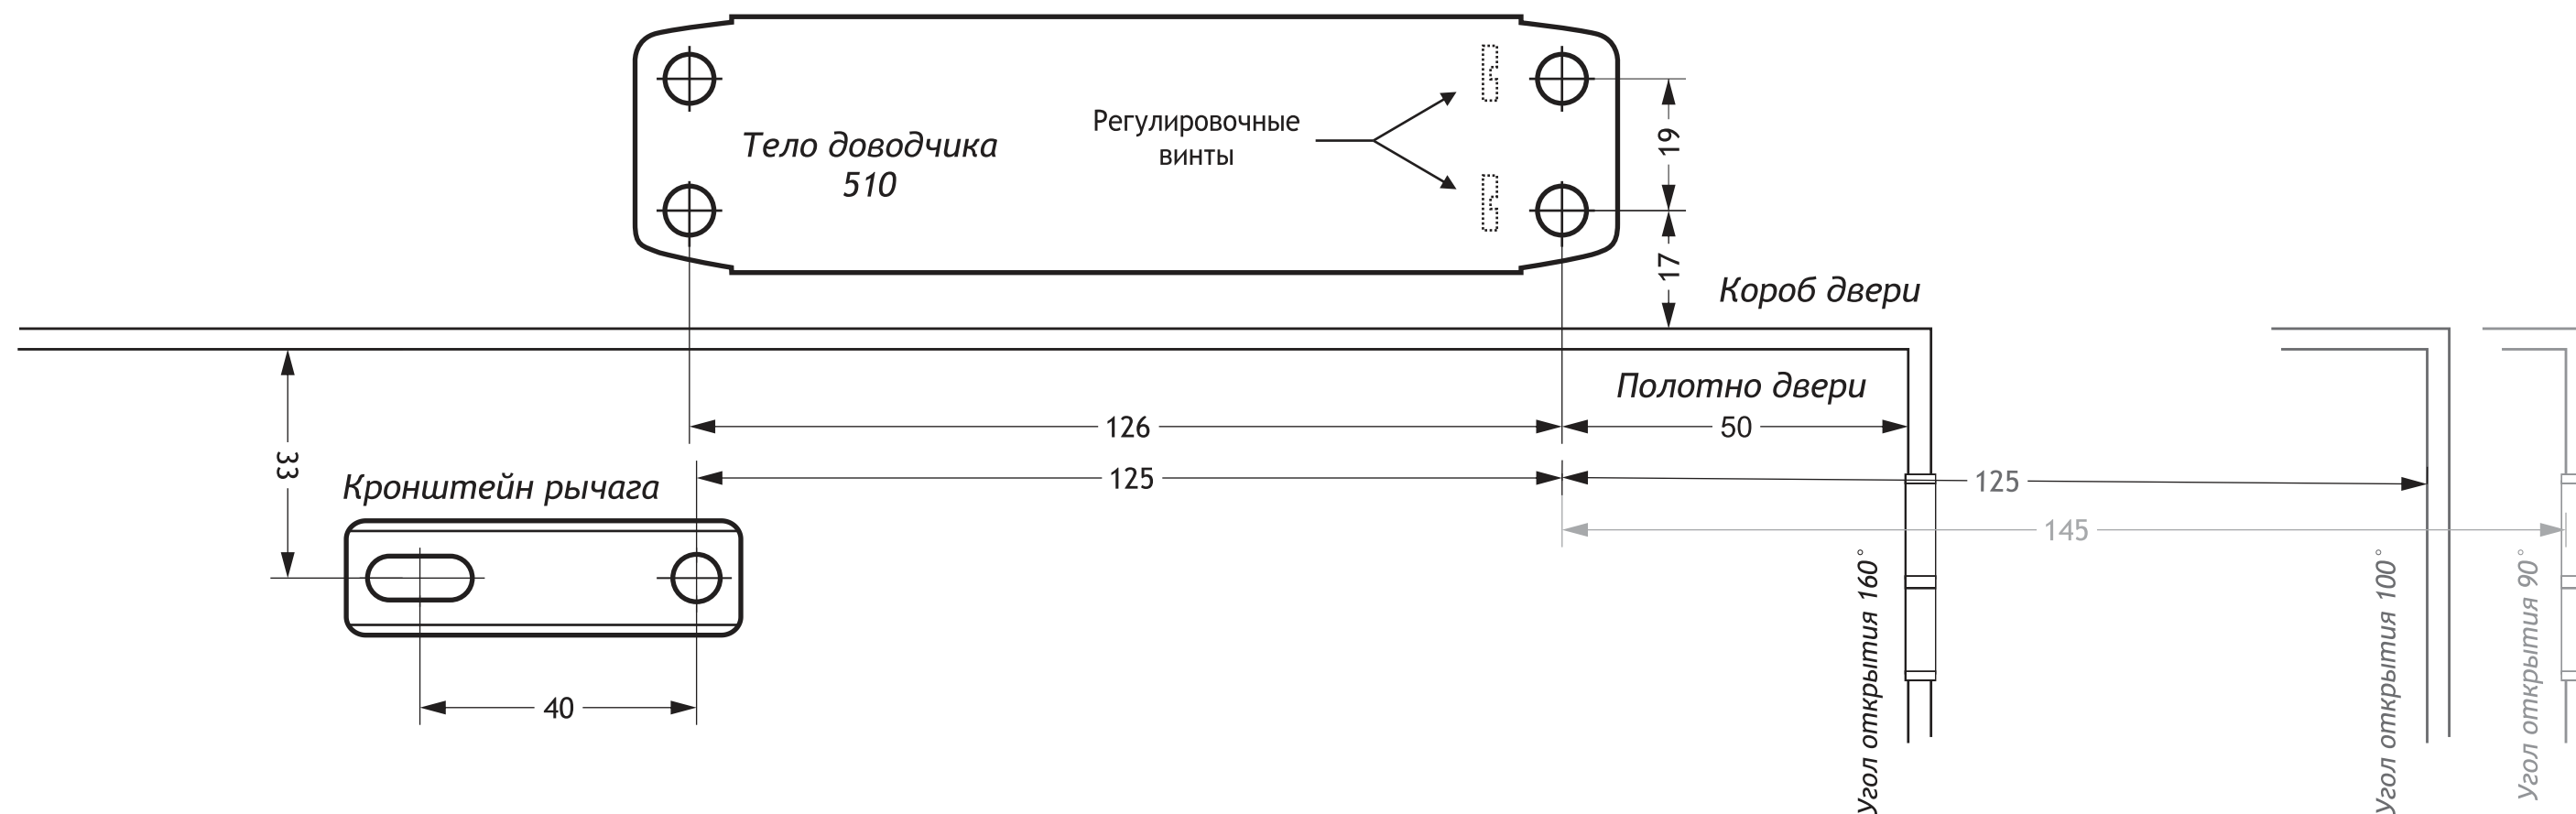 Тело доводчика
510
Регулировочные
винты
19
17
Короб двери
Полотно двери
126
50
33
Кронштейн рычага
125
125
145
40
Угол открытия 160°
Угол открытия 100°
Угол открытия 90°